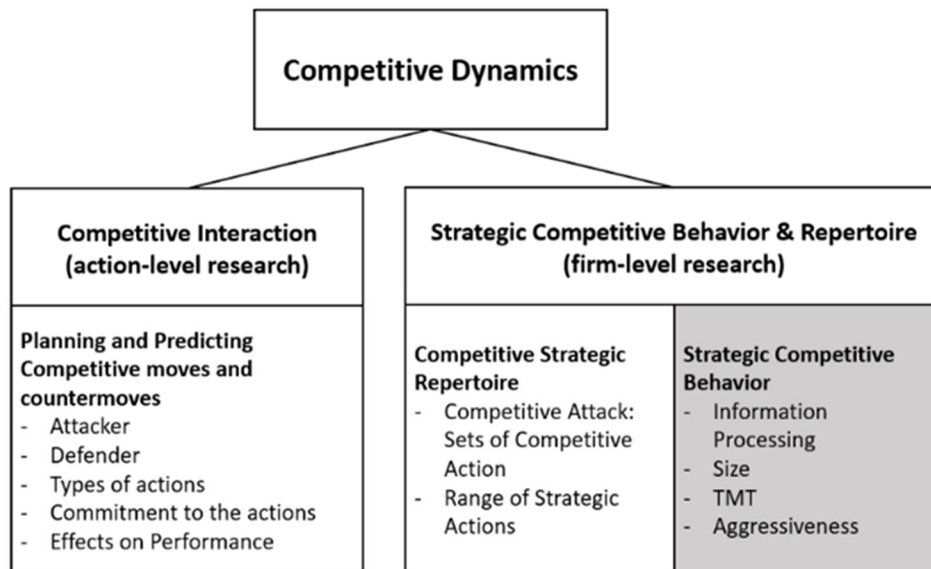 Competitive Dynamics
Competitive Interaction
(action-level research)
Strategic Competitive Behavior & Repertoire
(firm-level research)
Planning and Predicting
Competitive moves and
countermoves
- Attacker
- Defender
- Types of actions
- Commitment to the actions
- Effects on Performance
Competitive Strategic
Repertoire
- Competitive Attack:
Sets of Competitive
Action
- Range of Strategic
Actions
Strategic Competitive
Behavior
- Information
Processing
- Size
- TMT
- Aggressiveness